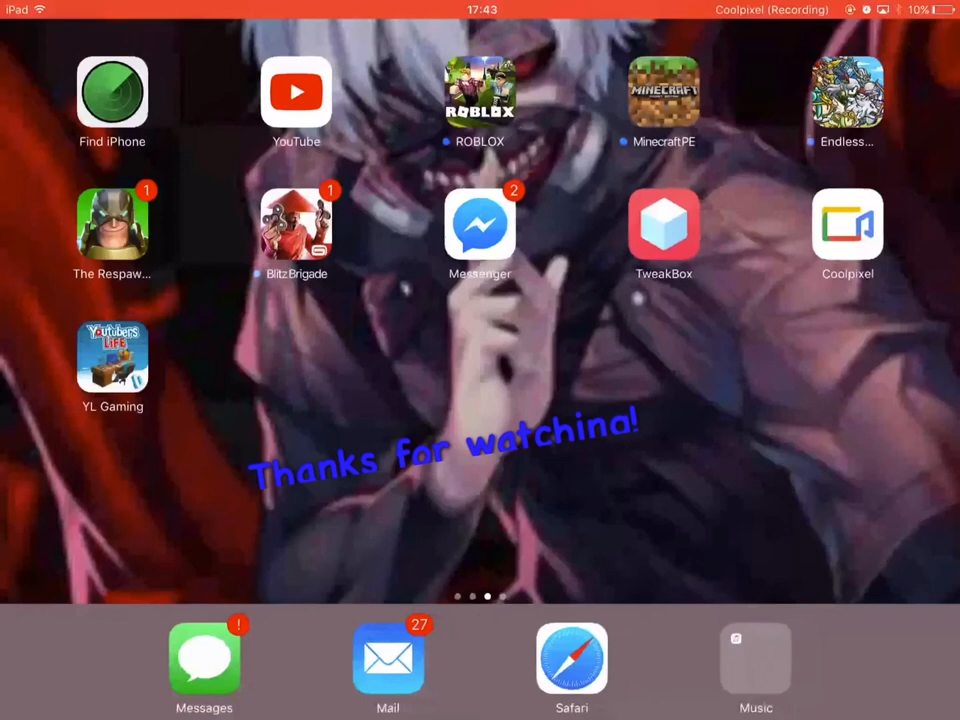 iPad 17:43 Coolpixel (Recording) 10%
ROBLOX MINECRAFT
Find iPhone YouTube ROBLOX MinecraftPE Endless...
1 1 2
The Respaw... BlitzBrigade Messenger TweakBox Coolpixel
Youtubers
LiFE
YL Gaming
Thanks for watching!
! 27
Messages Mail Safari Music